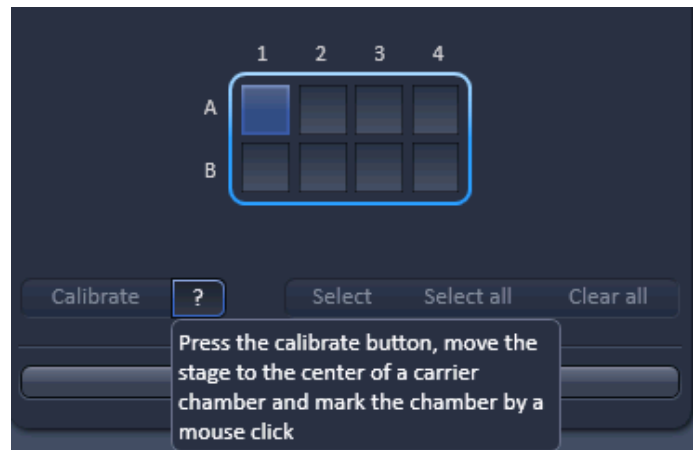 1 2 3 4
A
B
Calibrate ? Select Select all Clear all
Press the calibrate button, move the
stage to the center of a carrier
chamber and mark the chamber by a
mouse click